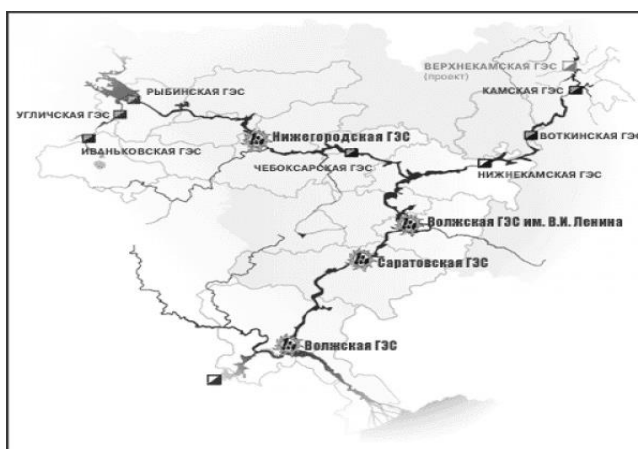 ВЕРХНЕКАМСКАЯ ГЭС
(проект)
КАМСКАЯ ГЭС
РЫБИНСКАЯ ГЭС
УГЛИЧСКАЯ ГЭС
НИЖЕГОРОДСКАЯ ГЭС
ВОТКИНСКАЯ ГЭС
ИВАНЬКОВСКАЯ ГЭС
ЧЕБОКСАРСКАЯ ГЭС
НИЖНЕКАМСКАЯ ГЭС
Волжская ГЭС им. В.И. Ленина
Саратовская ГЭС
Волжская ГЭС